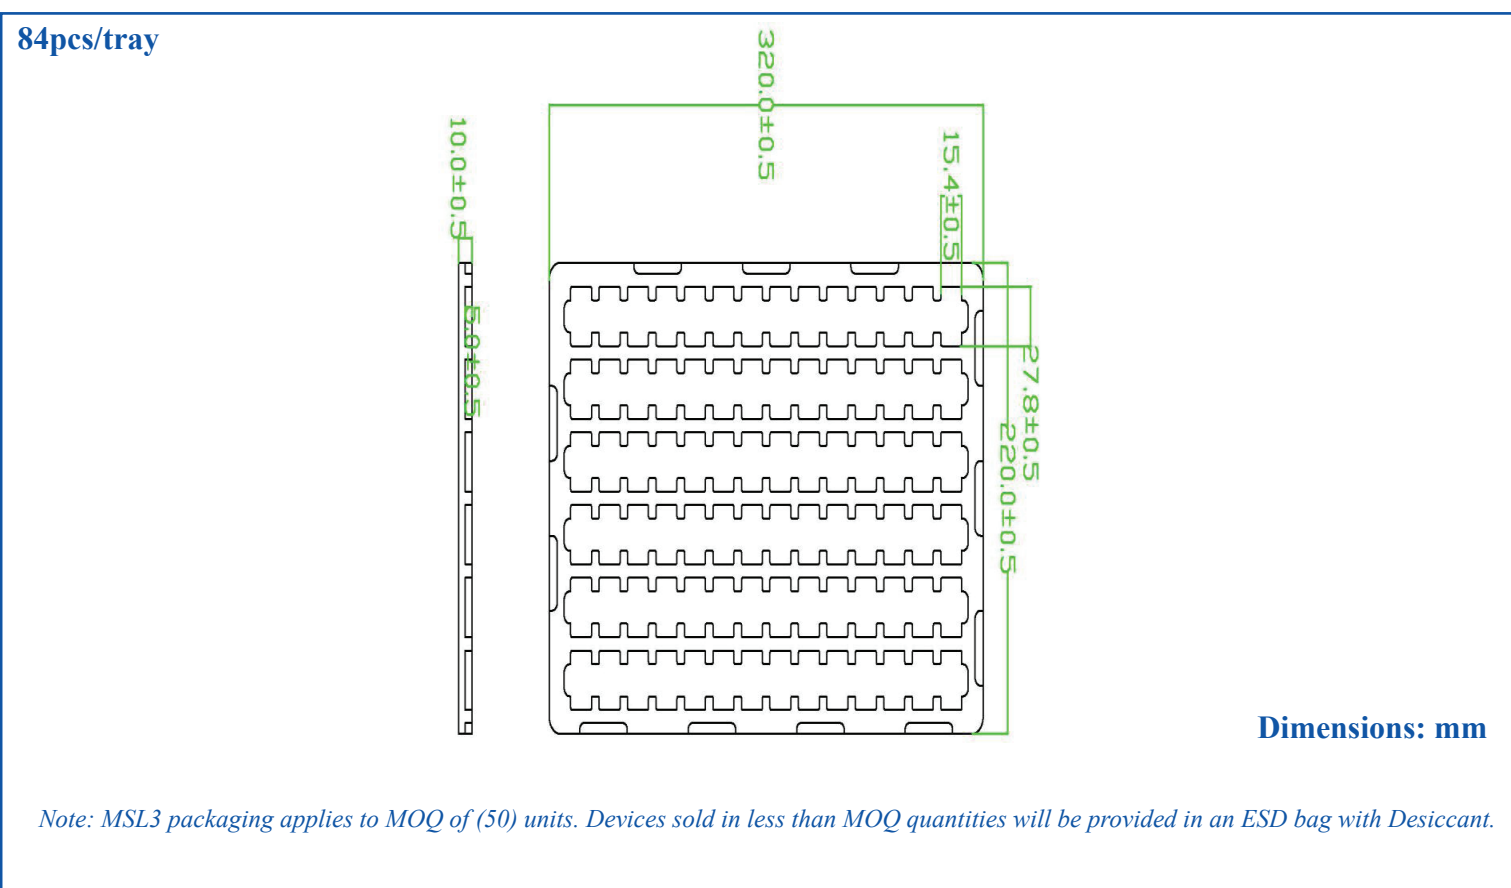 84pcs/tray
320.0±0.5
10.0±0.5
15.4±0.5
5.0±0.5
27.8±0.5
220.0±0.5
Dimensions: mm
Note: MSL3 packaging applies to MOQ of (50) units. Devices sold in less than MOQ quantities will be provided in an ESD bag with Desiccant.